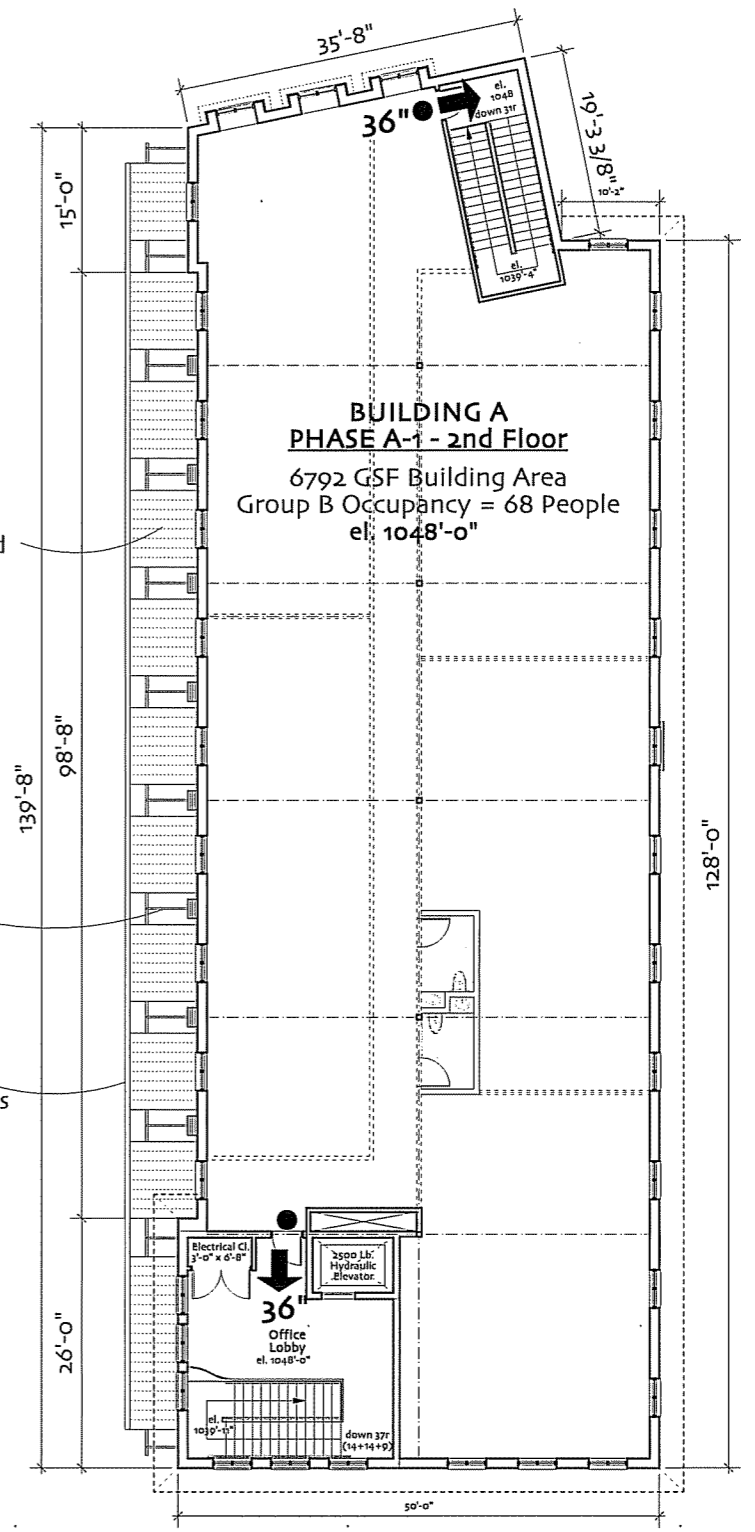 35'-8"
el.
1048
down 31r
36"
19'-3 3/8"
10'-2"
15'-0"
el.
1039'-4"
BUILDING A
PHASE A-1 - 2nd Floor
6792 GSF Building Area
Group B Occupancy = 68 People
el. 1048'-0"
d
98'-8"
139'-8"
128'-0"
s
Electrical Cl.
3'-0" x 6'-8"
2500 Lb.
Hydraulic
Elevator
36"
Office
Lobby
el. 1048'-0"
26'-0"
el.
1039'-11"
down 37r
(14+14+9)
50'-0"